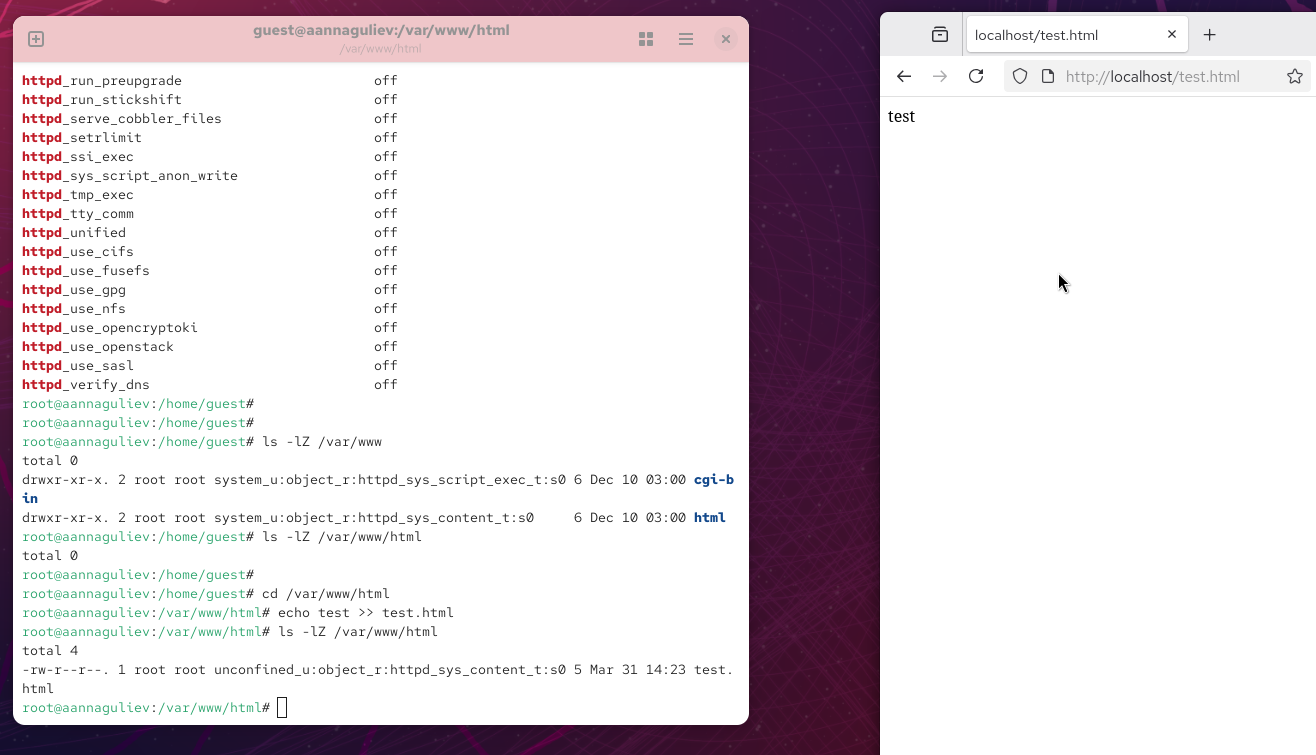 guest@aannaguliev:/var/www/html
/var/www/html
httpd_run_preupgrade off
httpd_run_stickshift off
httpd_serve_cobbler_files off
httpd_setrlimit off
httpd_ssi_exec off
httpd_sys_script_anon_write off
httpd_tmp_exec off
httpd_tty_comm off
httpd_unified off
httpd_use_cifs off
httpd_use_fusefs off
httpd_use_gpg off
httpd_use_nfs off
httpd_use_opencryptoki off
httpd_use_openstack off
httpd_use_sasl off
httpd_verify_dns off
root@aannaguliev:/home/guest#
root@aannaguliev:/home/guest#
root@aannaguliev:/home/guest# ls -lZ /var/www
total 0
drwxr-xr-x. 2 root root system_u:object_r:httpd_sys_script_exec_t:s0 6 Dec 10 03:00 cgi-b
in
drwxr-xr-x. 2 root root system_u:object_r:httpd_sys_content_t:s0 6 Dec 10 03:00 html
root@aannaguliev:/home/guest# ls -lZ /var/www/html
total 0
root@aannaguliev:/home/guest#
root@aannaguliev:/home/guest# cd /var/www/html
root@aannaguliev:/var/www/html# echo test >> test.html
root@aannaguliev:/var/www/html# ls -lZ /var/www/html
total 4
-rw-r--r--. 1 root root unconfined_u:object_r:httpd_sys_content_t:s0 5 Mar 31 14:23 test.
html
root@aannaguliev:/var/www/html#
localhost/test.html
http://localhost/test.html
test